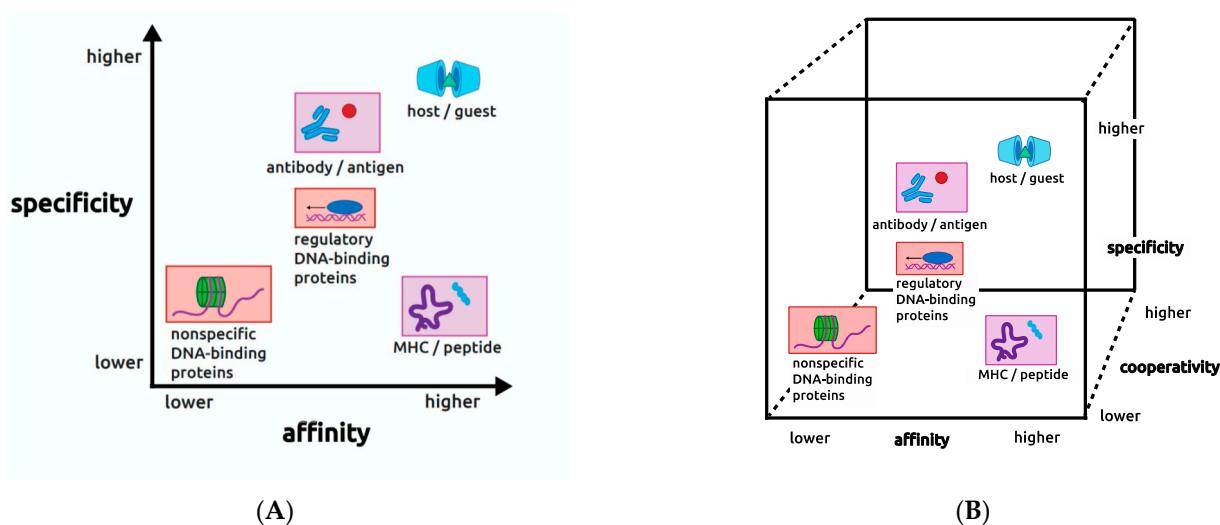 higher
host / guest
antibody / antigen
specificity
regulatory
DNA-binding
proteins
nonspecific
DNA-binding
proteins
MHC / peptide
lower
lower
higher
affinity
(A)
higher
host / guest
antibody / antigen
specificity
regulatory
DNA-binding
proteins
higher
nonspecific
DNA-binding
proteins
MHC / peptide
cooperativity
lower
lower
affinity
higher
(B)